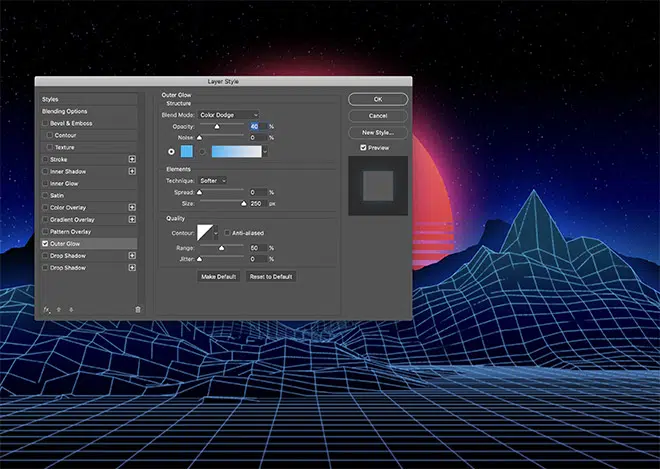 Layer Style
Styles
Blending Options
Bevel & Emboss
Contour
Texture
Stroke
Inner Shadow
Inner Glow
Satin
Color Overlay
Gradient Overlay
Pattern Overlay
Outer Glow
Drop Shadow
Drop Shadow
fx
Outer Glow
Structure
Blend Mode: Color Dodge
Opacity: 40 %
Noise: 0 %
Elements
Technique: Softer
Spread: 0 %
Size: 250 px
Quality
Contour: Anti-aliased
Range: 50 %
Jitter: 0 %
Make Default Reset to Default
OK
Cancel
New Style...
Preview